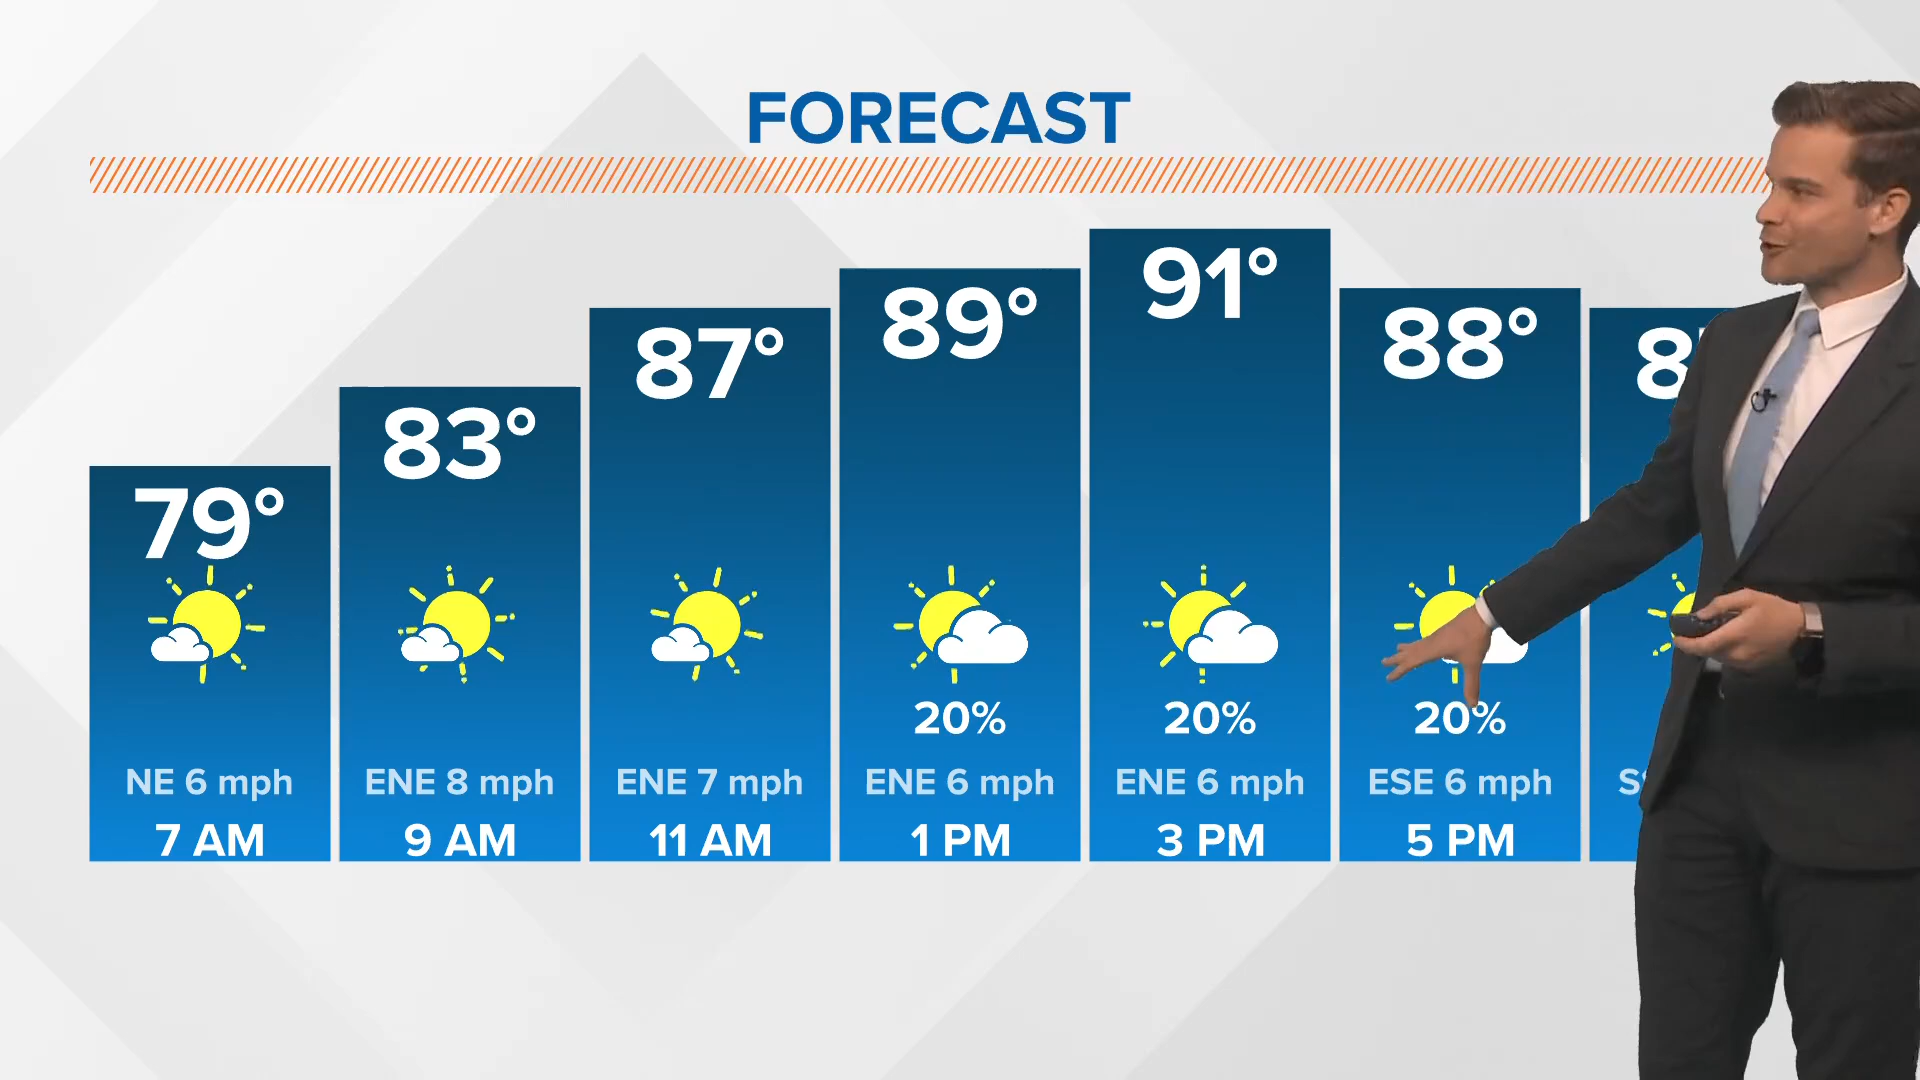 FORECAST
79°
NE 6 mph
7 AM
83°
ENE 8 mph
9 AM
87°
ENE 7 mph
11 AM
89°
20%
ENE 6 mph
1 PM
91°
20%
ENE 6 mph
3 PM
88°
20%
ESE 6 mph
5 PM